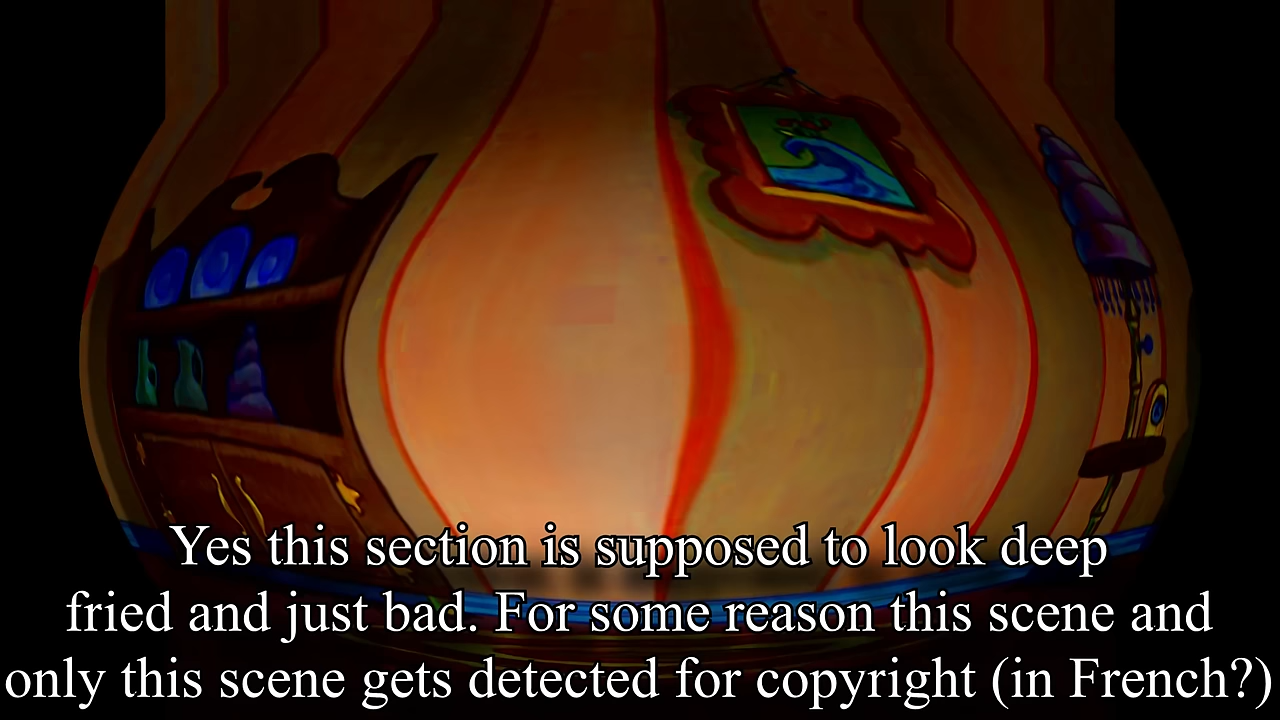 Yes this section is supposed to look deep
fried and just bad. For some reason this scene and
only this scene gets detected for copyright (in French?)